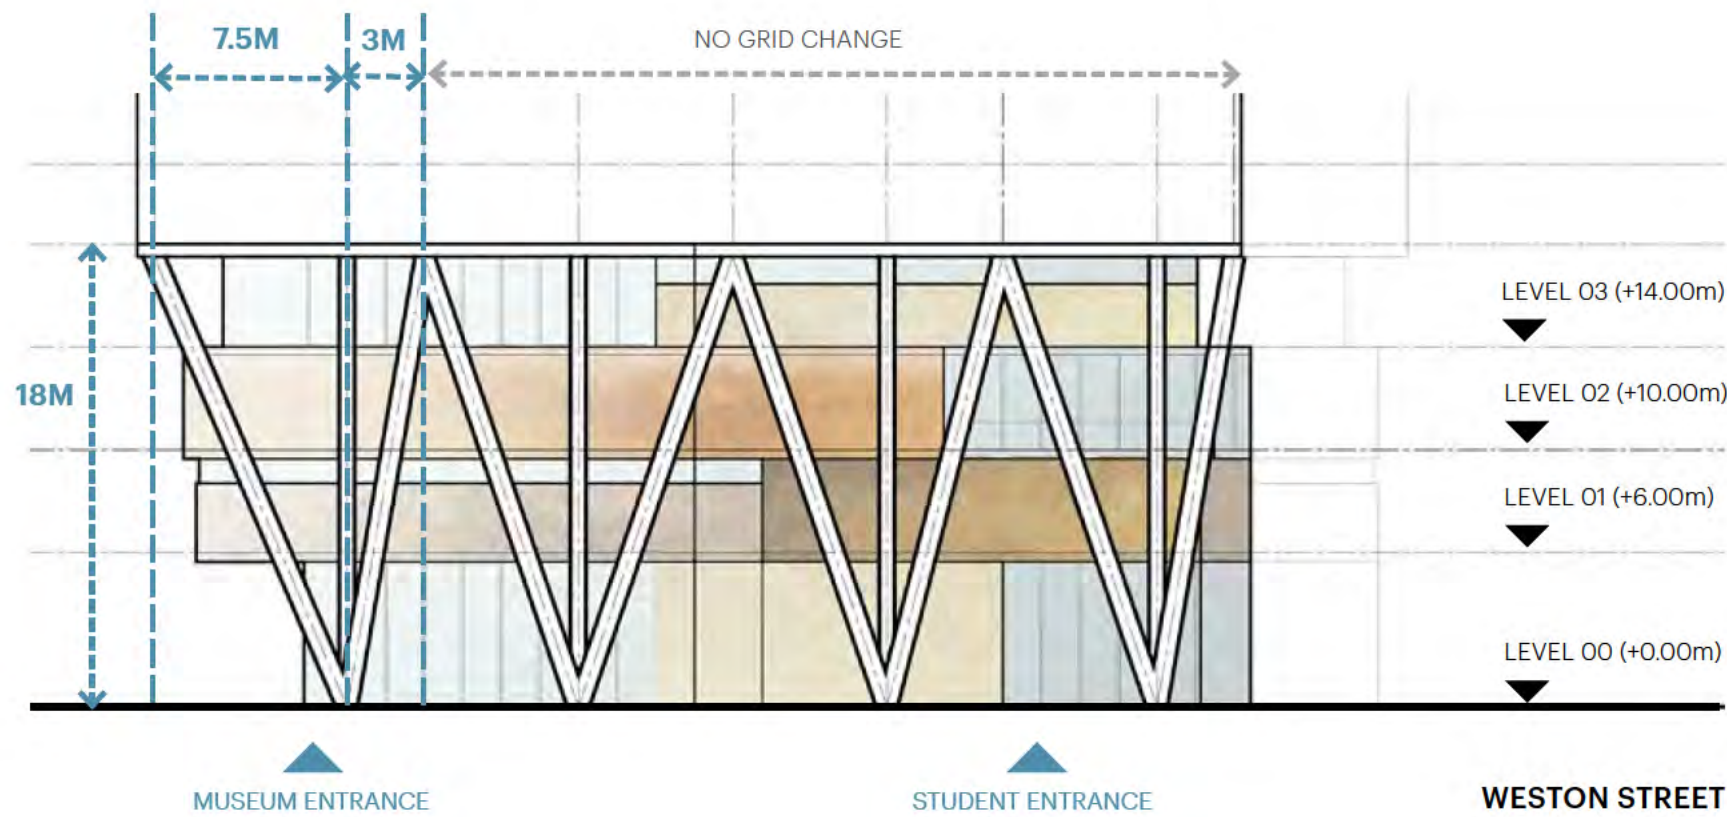 7.5M
3M
NO GRID CHANGE
LEVEL 03 (+14.00m)
18M
LEVEL 02 (+10.00m)
LEVEL 01 (+6.00m)
LEVEL 00 (+0.00m)
MUSEUM ENTRANCE
STUDENT ENTRANCE
WESTON STREET